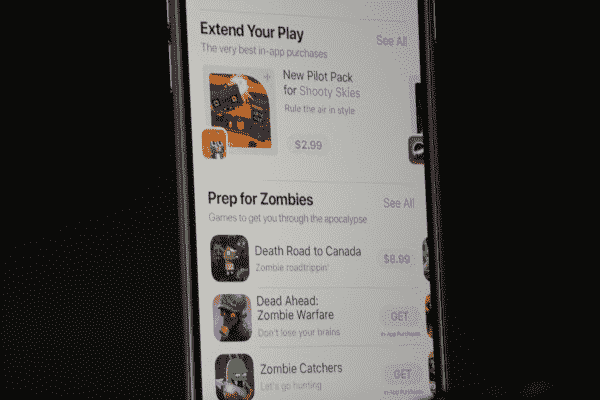 Extend Your Play
See All
The very best in-app purchases
New Pilot Pack
for Shooty Skies
Rule the air in style
$2.99
Prep for Zombies
See All
Games to get you through the apocalypse
Death Road to Canada
Zombie roadtrippin'
$8.99
Dead Ahead:
Zombie Warfare
GET
Don't lose your brains
In-App Purchases
Zombie Catchers
GET
Let's go hunting
In-App Purchases